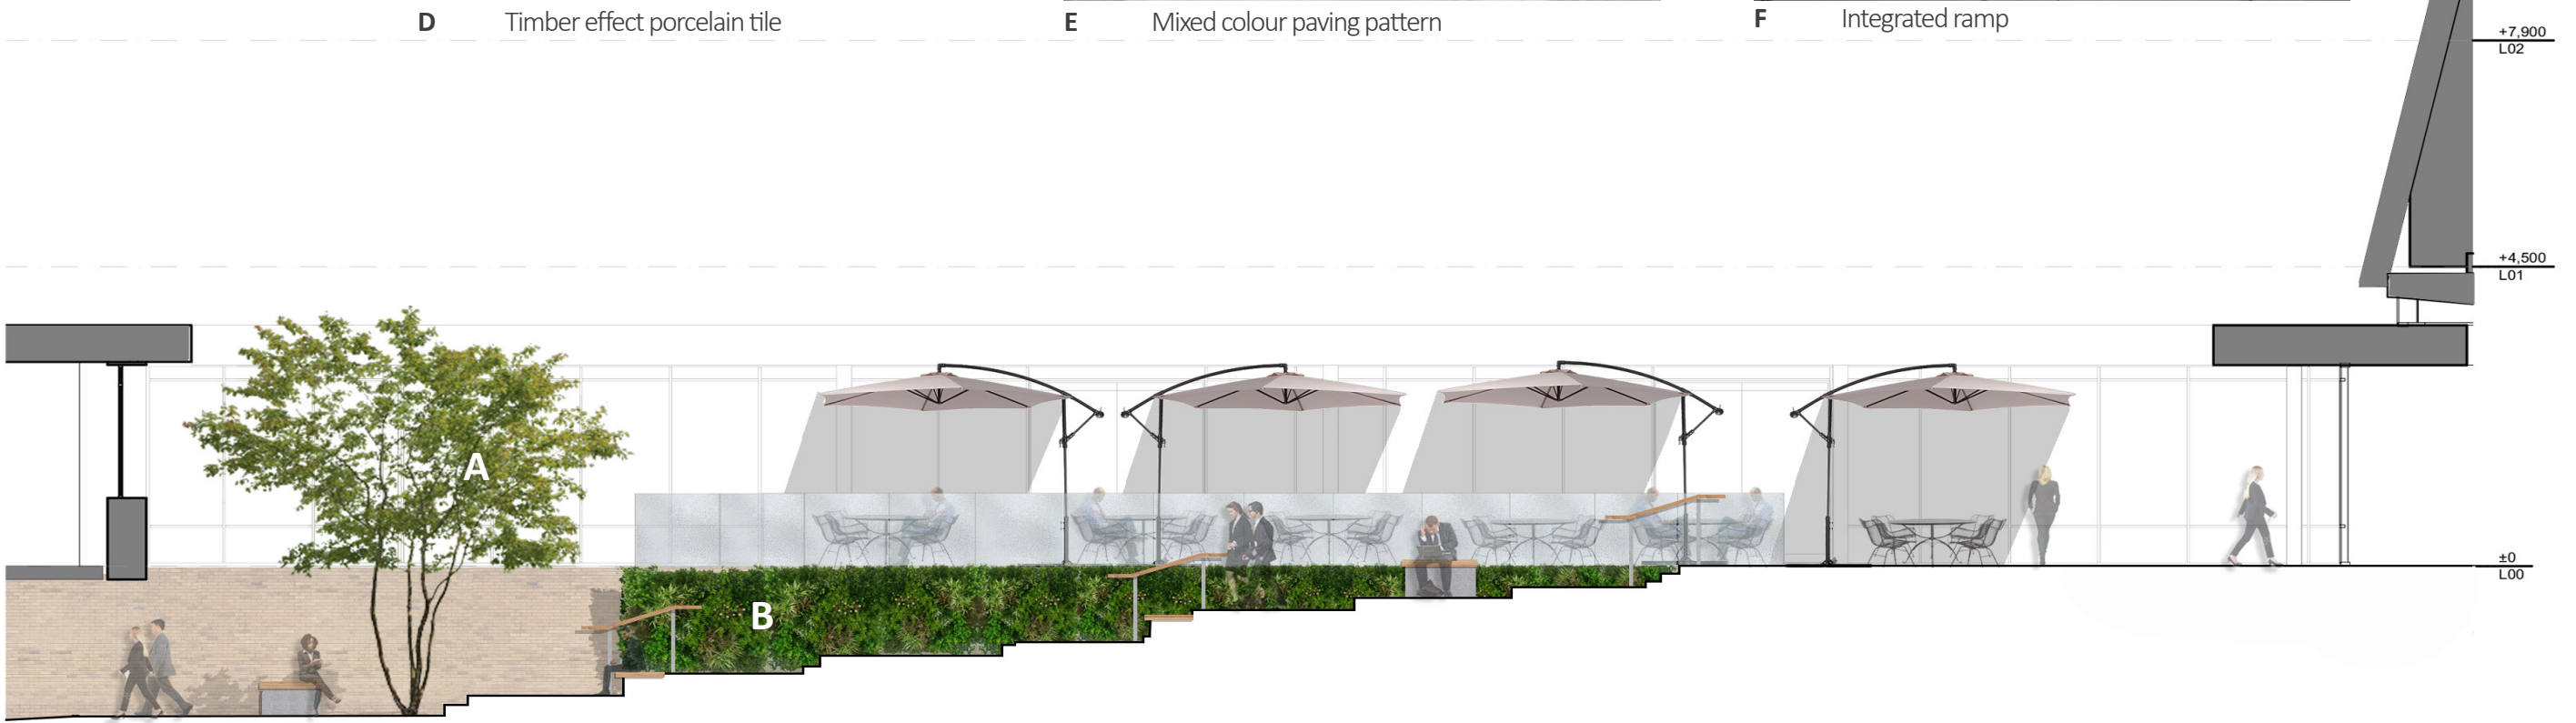 D Timber effect porcelain tile
E Mixed colour paving pattern
F Integrated ramp
+7,900
L02
+4,500
L01
A
±0
L00
B